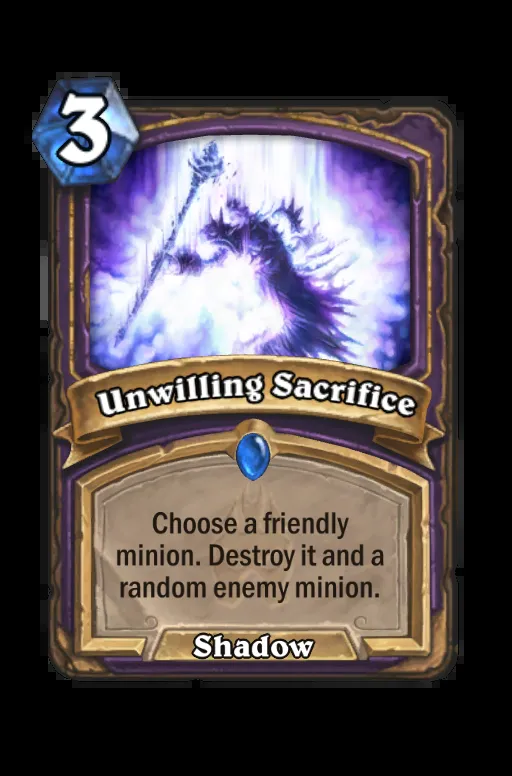 3
Unwilling Sacrifice
Choose a friendly
minion. Destroy it and a
random enemy minion.
Shadow